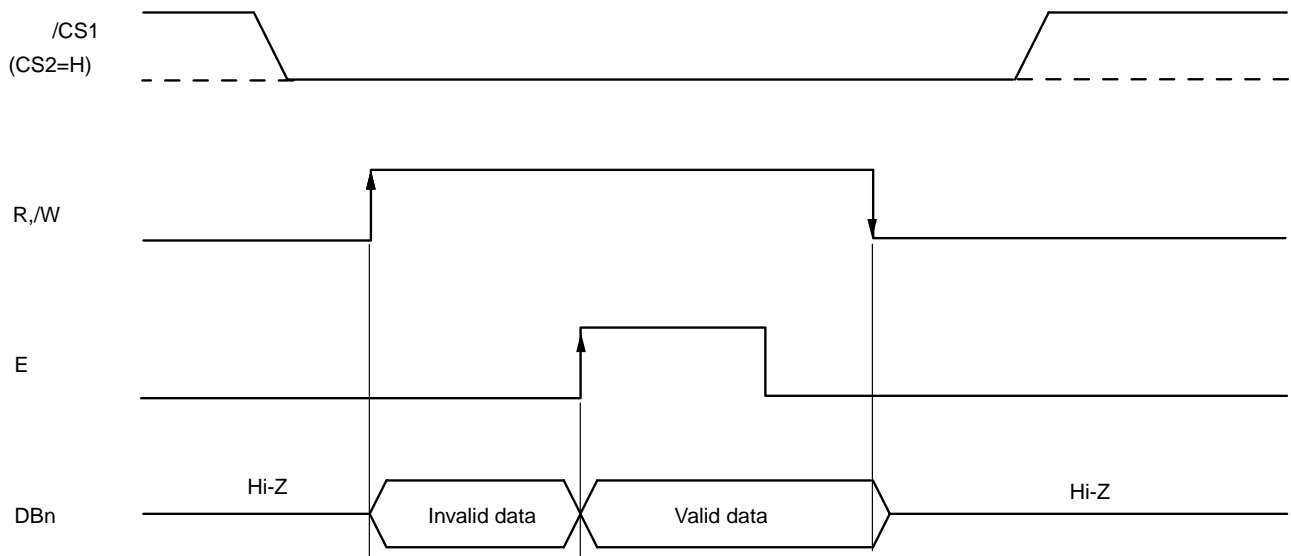 /CS1
(CS2=H)
R,/W
E
Hi-Z
Hi-Z
DBn
Invalid data
Valid data